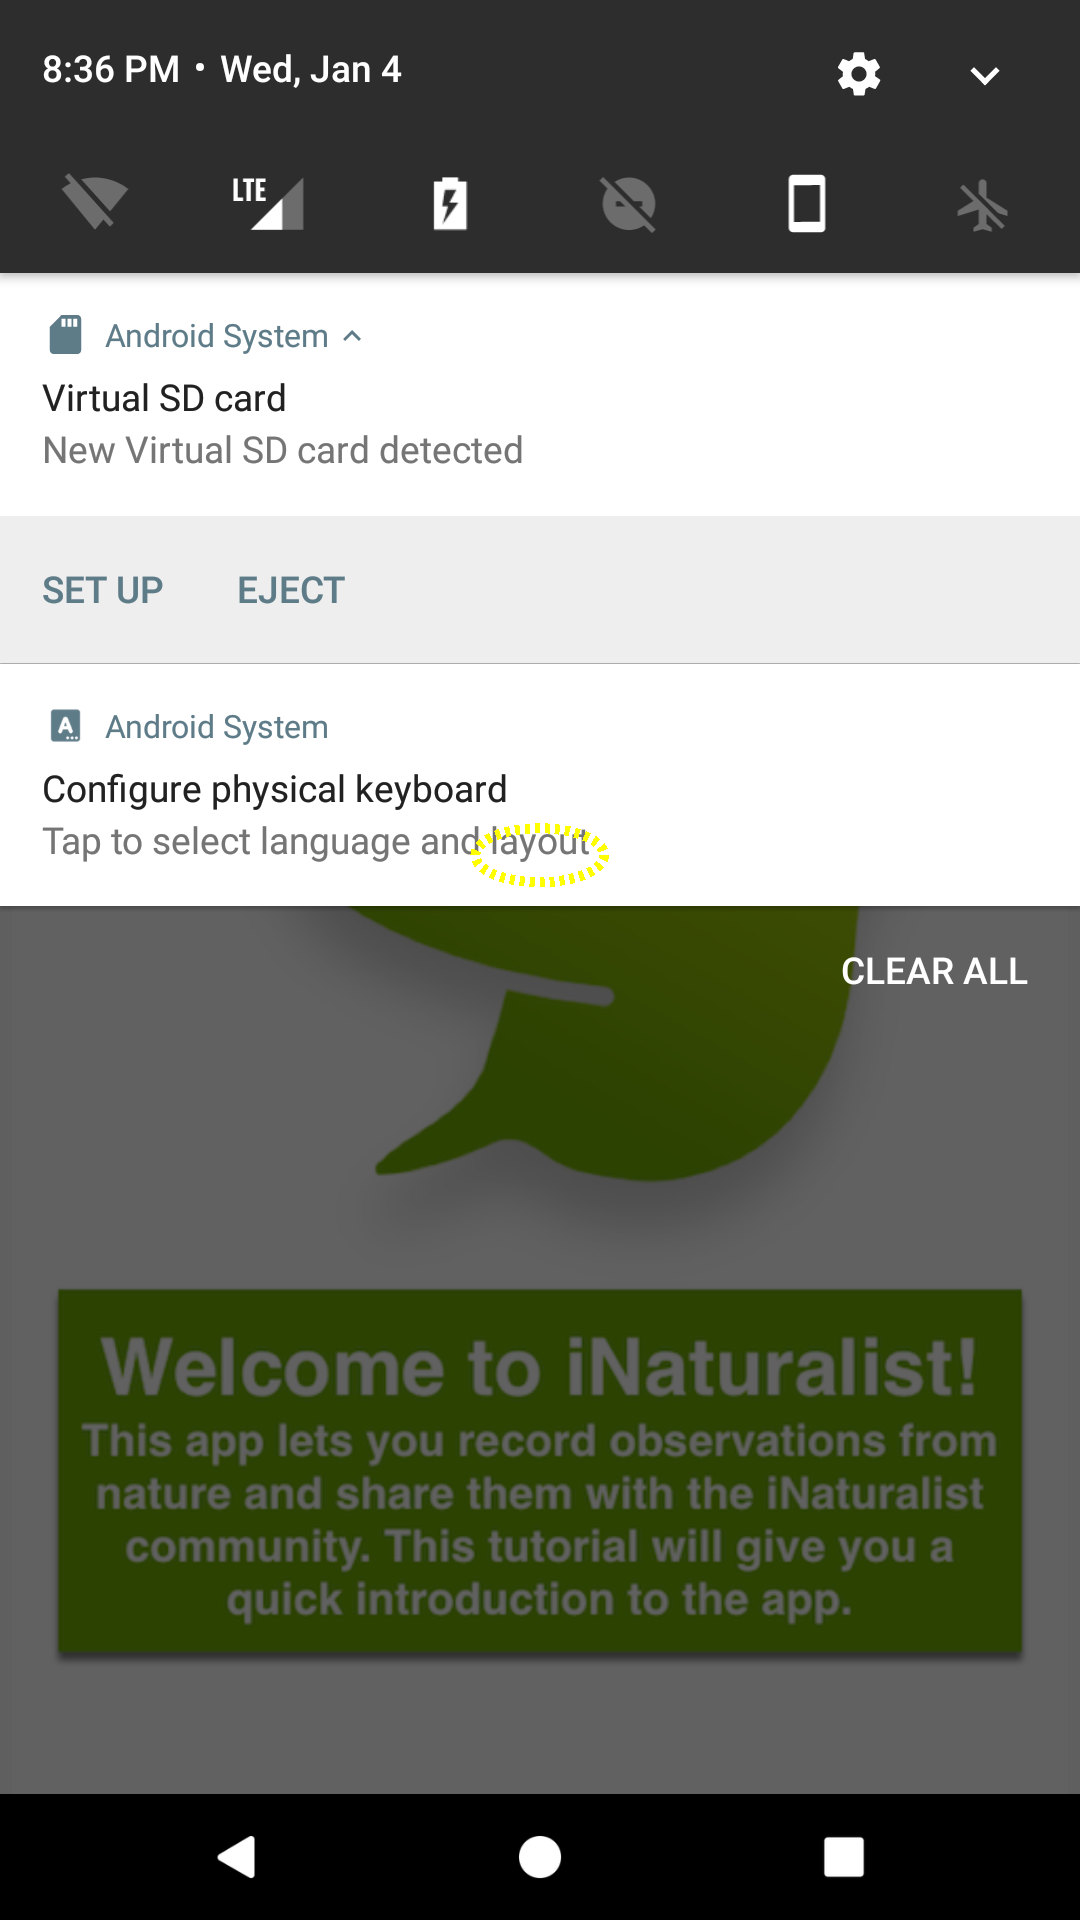 8:36 PM • Wed, Jan 4
LTE
Android System
Virtual SD card
New Virtual SD card detected
SET UP EJECT
A Android System
Configure physical keyboard
Tap to select language and layout
CLEAR ALL
Welcome to iNaturalist!
This app lets you record observations from
nature and share them with the iNaturalist
community. This tutorial will give you a
quick introduction to the app.